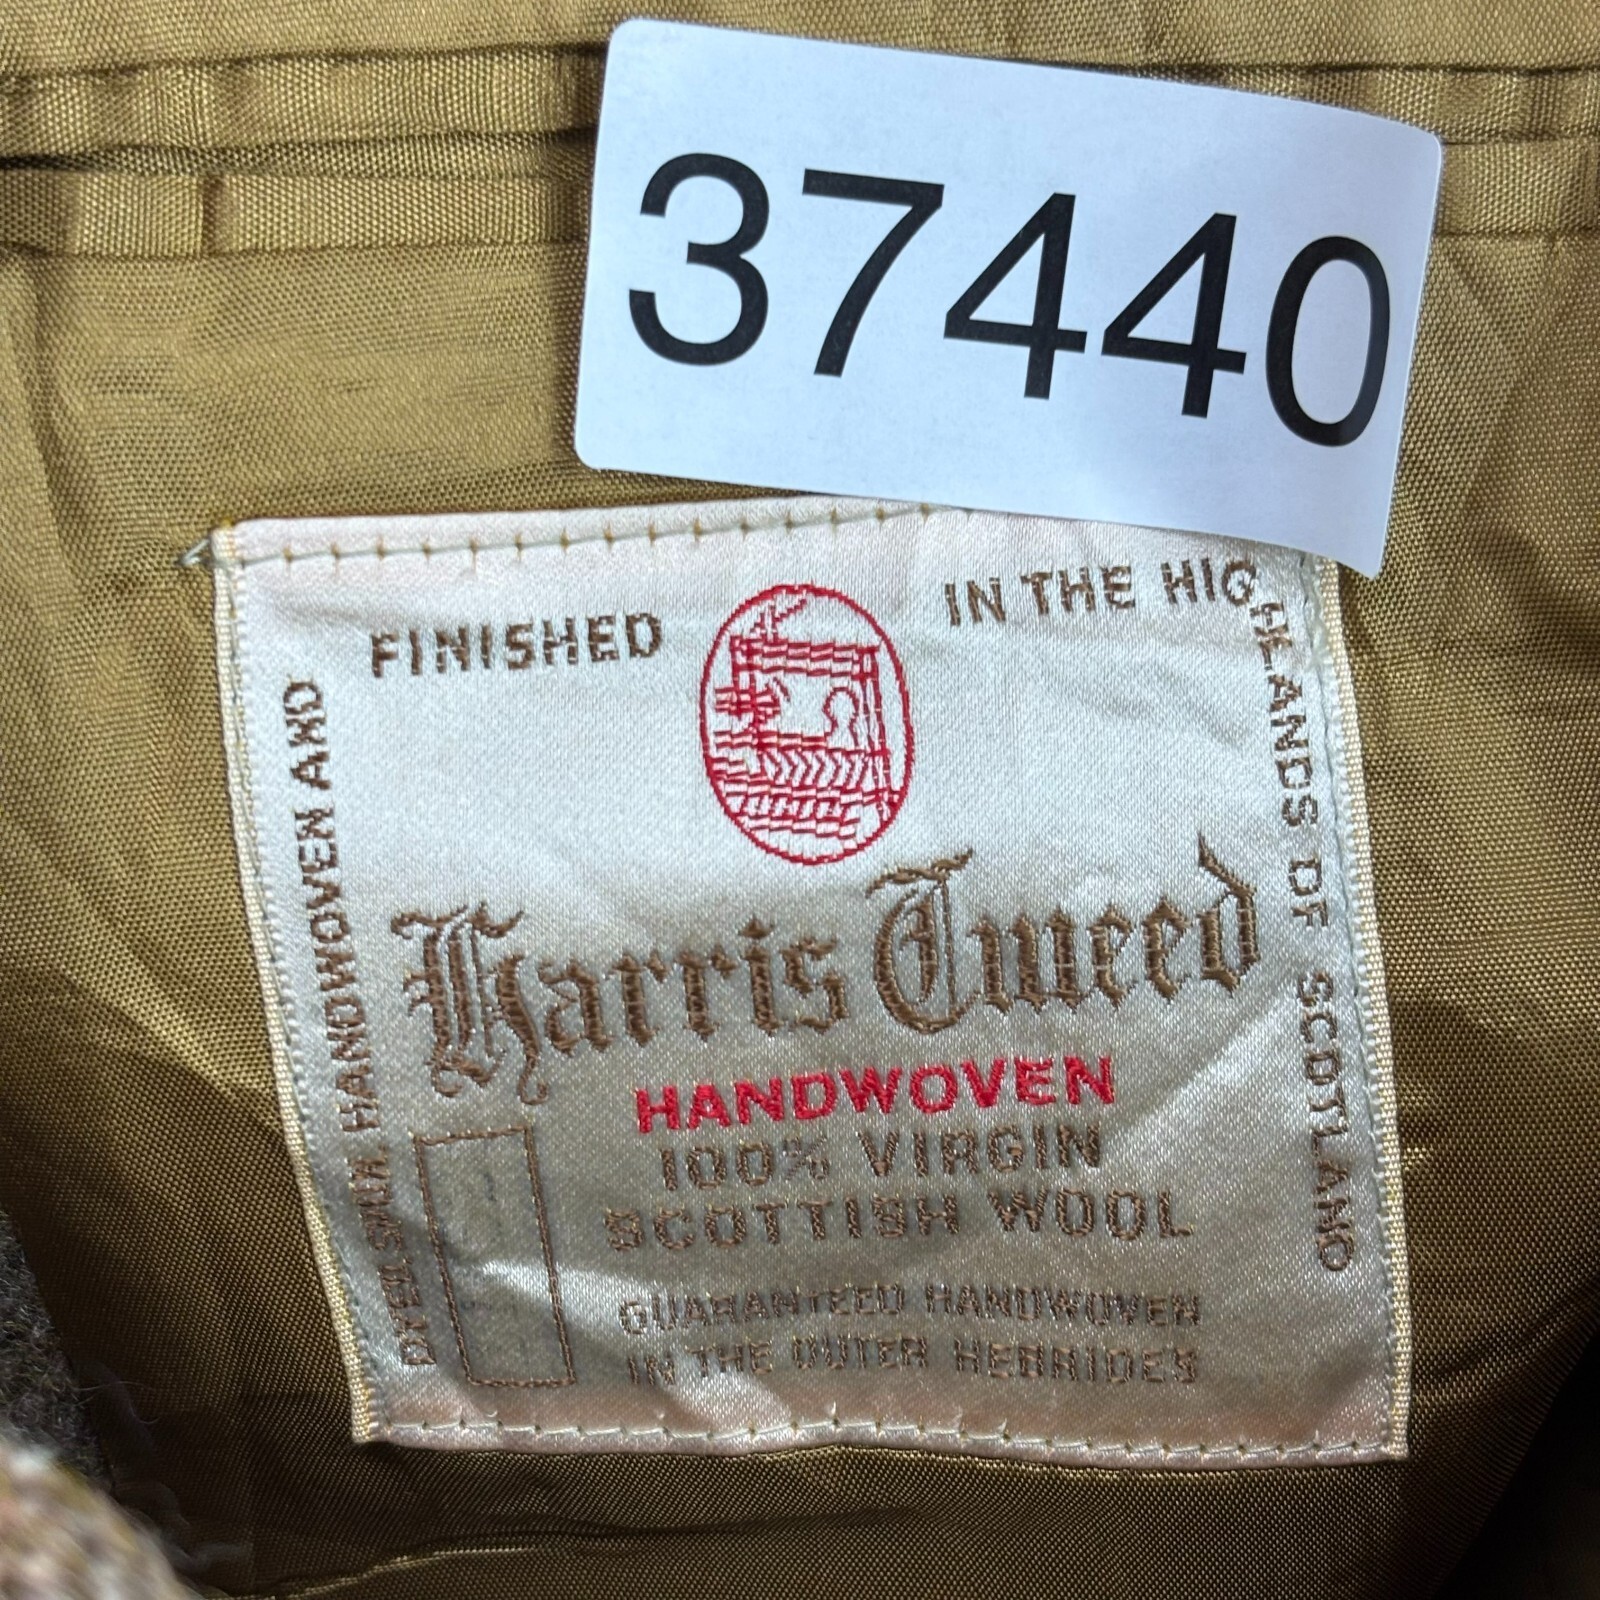 37440
DYED, SPUN, HANDWOVEN AND
FINISHED
IN THE HIGHLANDS OF SCOTLAND
Harris Tweed
HANDWOVEN
100% VIRGIN
SCOTTISH WOOL
GUARANTEED HANDWOVEN
IN THE OUTER HEBRIDES